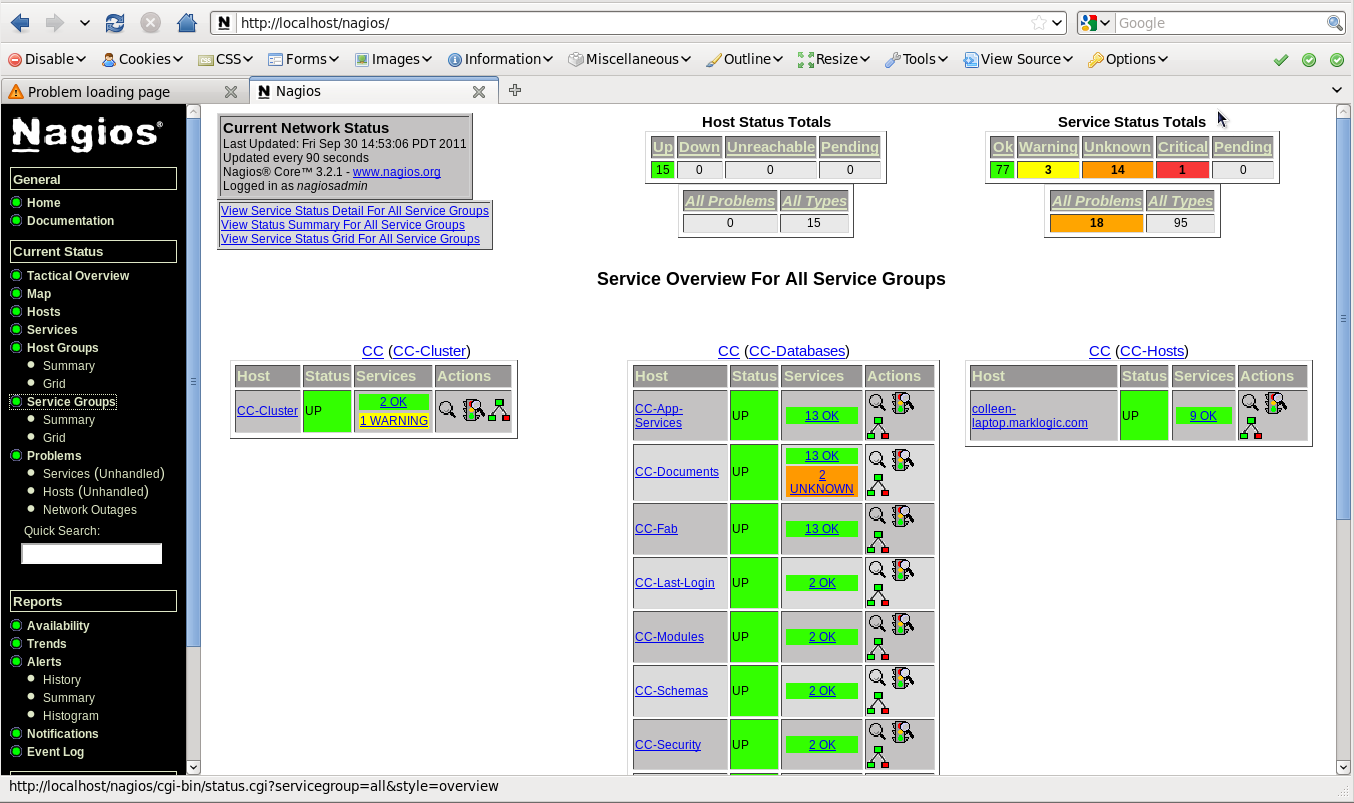 http://localhost/nagios/
Google
Disable Cookies CSS Forms Images Information Miscellaneous Outline Resize Tools View Source Options
Problem loading page
Nagios
Nagios®
General
Home
Documentation
Current Status
Tactical Overview
Map
Hosts
Services
Host Groups
Summary
Grid
Service Groups
Summary
Grid
Problems
Services (Unhandled)
Hosts (Unhandled)
Network Outages
Quick Search:
Reports
Availability
Trends
Alerts
History
Summary
Histogram
Notifications
Event Log
Current Network Status
Last Updated: Fri Sep 30 14:53:06 PDT 2011
Updated every 90 seconds
Nagios® Core™ 3.2.1 - www.nagios.org
Logged in as nagiosadmin
View Service Status Detail For All Service Groups
View Status Summary For All Service Groups
View Service Status Grid For All Service Groups
Host Status Totals
Up Down Unreachable Pending
15 0 0 0
All Problems All Types
0 15
Service Status Totals
Ok Warning Unknown Critical Pending
77 3 14 1 0
All Problems All Types
18 95
Service Overview For All Service Groups
CC (CC-Cluster)
Host Status Services Actions
CC-Cluster UP 2 OK
1 WARNING
CC (CC-Databases)
Host Status Services Actions
CC-App-
Services UP 13 OK
CC-Documents UP 13 OK
2
UNKNOWN
CC-Fab UP 13 OK
CC-Last-Login UP 2 OK
CC-Modules UP 2 OK
CC-Schemas UP 2 OK
CC-Security UP 2 OK
CC (CC-Hosts)
Host Status Services Actions
colleen-
laptop.marklogic.com UP 9 OK
http://localhost/nagios/cgi-bin/status.cgi?servicegroup=all&style=overview